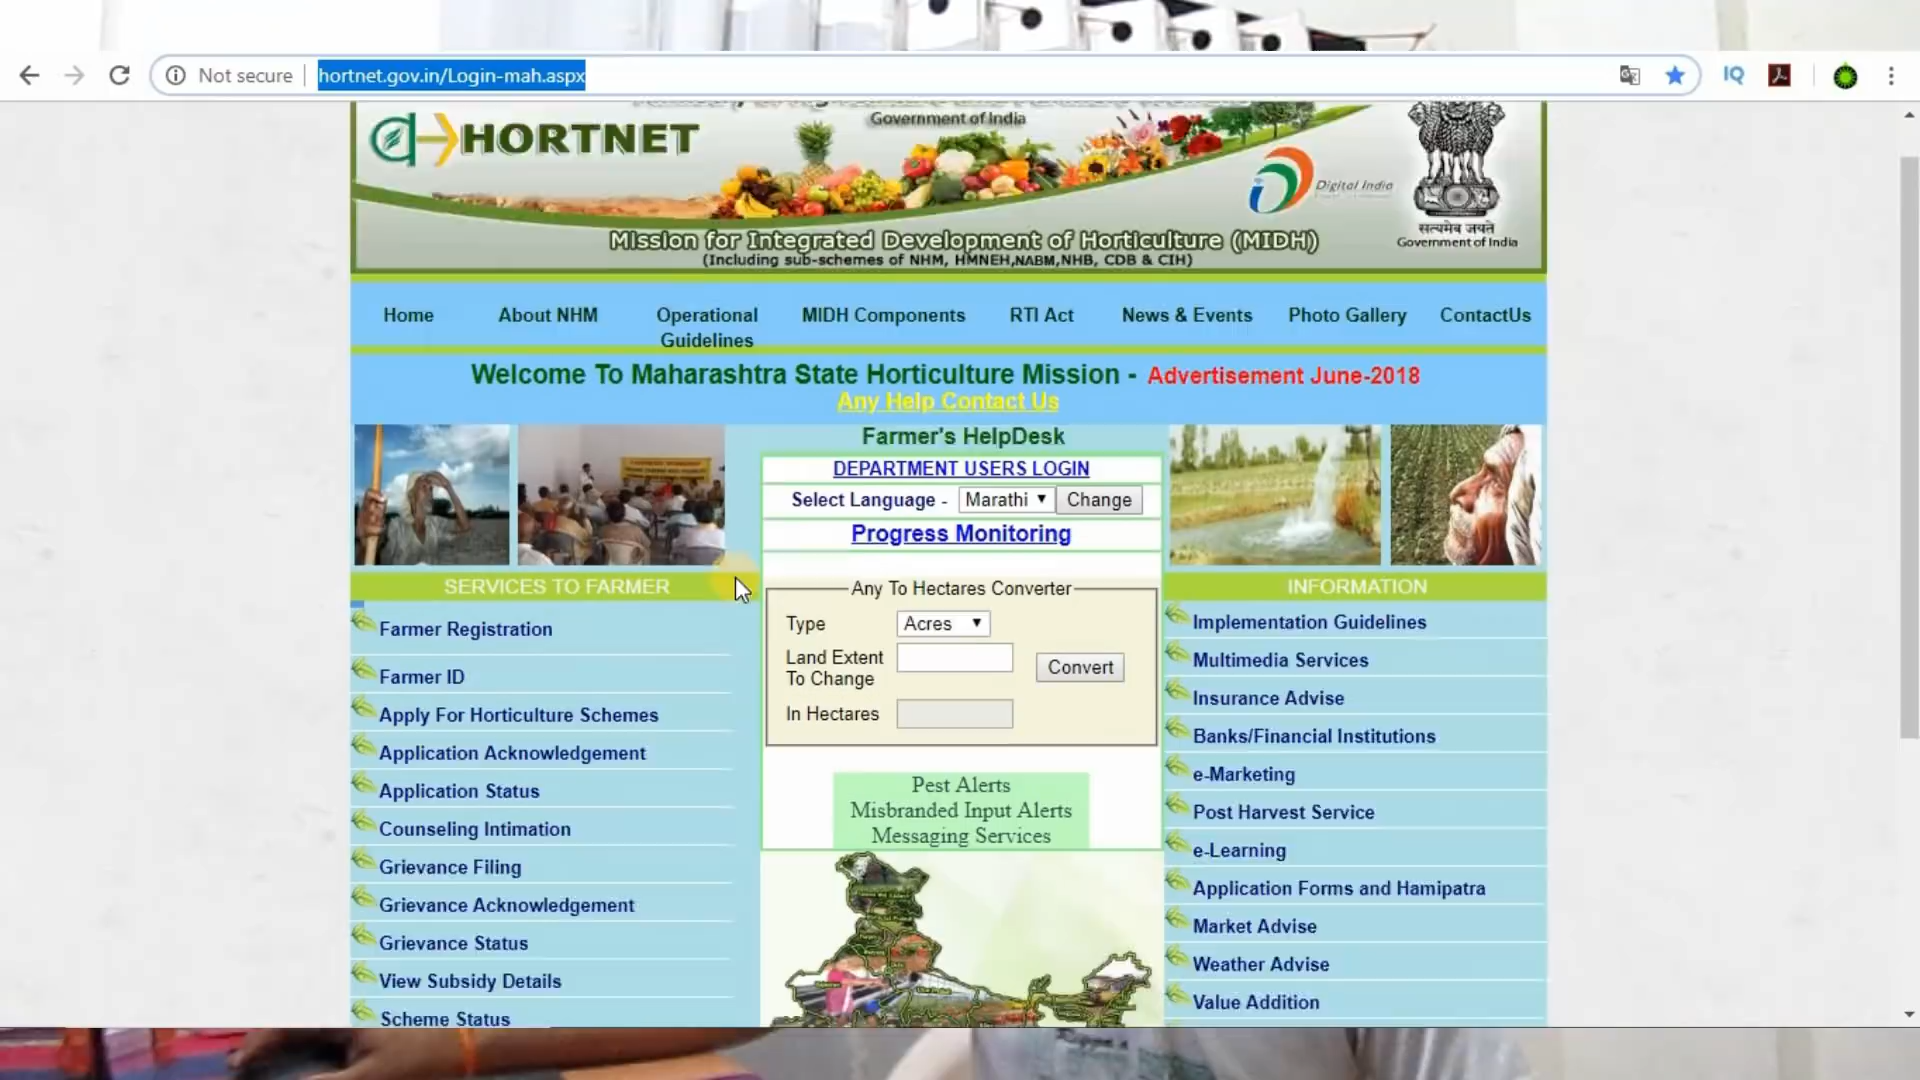 Not secure
hortnet.gov.in/Login-mah.aspx
IQ
Government of India
HORTNET
Digital India
सत्यमेव जयते
Government of India
Mission for Integrated Development of Horticulture (MIDH)
(Including sub-schemes of NHM, HMNEH,NABM,NHB, CDB & CIH)
Home
About NHM
Operational
Guidelines
MIDH Components
RTI Act
News & Events
Photo Gallery
ContactUs
Welcome To Maharashtra State Horticulture Mission - Advertisement June-2018
Any Help Contact Us
Farmer's HelpDesk
DEPARTMENT USERS LOGIN
Select Language - Marathi Change
Progress Monitoring
SERVICES TO FARMER
Farmer Registration
Farmer ID
Apply For Horticulture Schemes
Application Acknowledgement
Application Status
Counseling Intimation
Grievance Filing
Grievance Acknowledgement
Grievance Status
View Subsidy Details
Scheme Status
Any To Hectares Converter
Type Acres
Land Extent
To Change
Convert
In Hectares
Pest Alerts
Misbranded Input Alerts
Messaging Services
INFORMATION
Implementation Guidelines
Multimedia Services
Insurance Advise
Banks/Financial Institutions
e-Marketing
Post Harvest Service
e-Learning
Application Forms and Hamipatra
Market Advise
Weather Advise
Value Addition